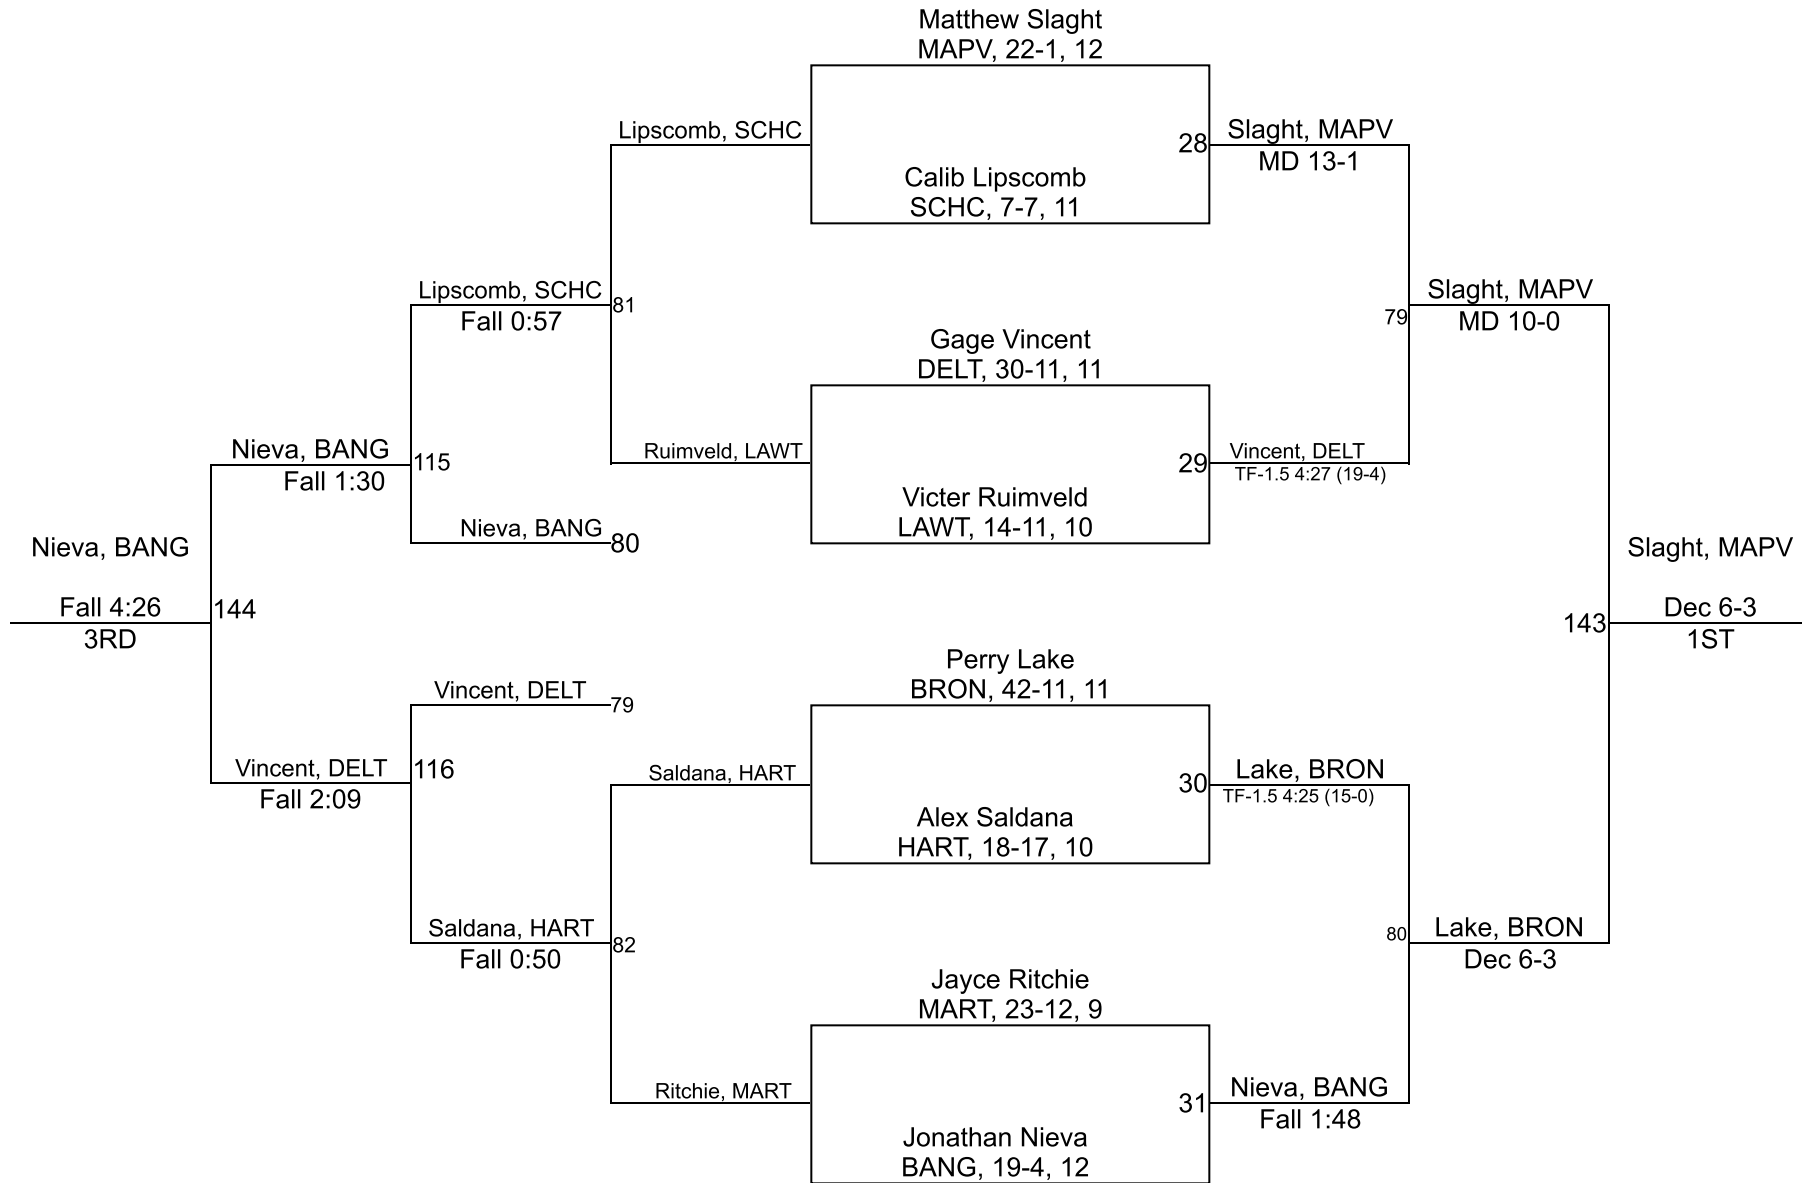 Matthew Slaght
MAPV, 22-1, 12
Lipscomb, SCHC
28
Slaght, MAPV
MD 13-1
Calib Lipscomb
SCHC, 7-7, 11
Lipscomb, SCHC
Fall 0:57
81
79
Slaght, MAPV
MD 10-0
Gage Vincent
DELT, 30-11, 11
Nieva, BANG
Fall 1:30
115
Ruimveld, LAWT
29
Vincent, DELT
TF-1.5 4:27 (19-4)
Victer Ruimveld
LAWT, 14-11, 10
Nieva, BANG
80
Nieva, BANG
Fall 4:26
3RD
144
143
Slaght, MAPV
Dec 6-3
1ST
Perry Lake
BRON, 42-11, 11
Vincent, DELT
79
Vincent, DELT
Fall 2:09
116
Saldana, HART
30
Lake, BRON
TF-1.5 4:25 (15-0)
Alex Saldana
HART, 18-17, 10
Saldana, HART
Fall 0:50
82
80
Lake, BRON
Dec 6-3
Jayce Ritchie
MART, 23-12, 9
Ritchie, MART
31
Nieva, BANG
Fall 1:48
Jonathan Nieva
BANG, 19-4, 12